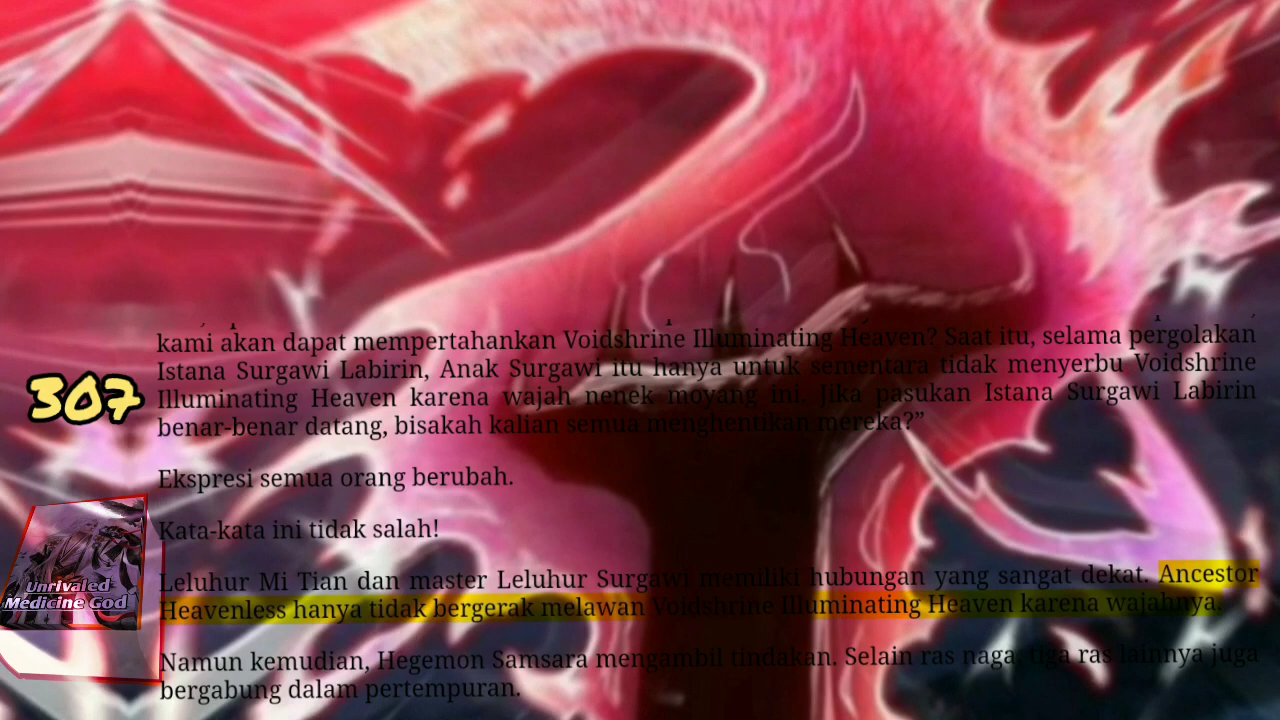 kami akan dapat mempertahankan Voidshrine Illuminating Heaven? Saat itu, selama pergolakan
Istana Surgawi Labirin, Anak Surgawi itu hanya untuk sementara tidak menyerbu Voidshrine
Illuminating Heaven karena wajah nenek moyang ini. Jika pasukan Istana Surgawi Labirin
benar-benar datang, bisakah kalian semua menghentikan mereka?”
307
Ekspresi semua orang berubah.
Kata-kata ini tidak salah!
Leluhur Mi Tian dan master Leluhur Surgawi memiliki hubungan yang sangat dekat. Ancestor
Heavenless hanya tidak bergerak melawan Voidshrine Illuminating Heaven karena wajahnya.
Unrivaled
Medicine God
Namun kemudian, Hegemon Samsara mengambil tindakan. Selain ras naga, tiga ras lainnya juga
bergabung dalam pertempuran.